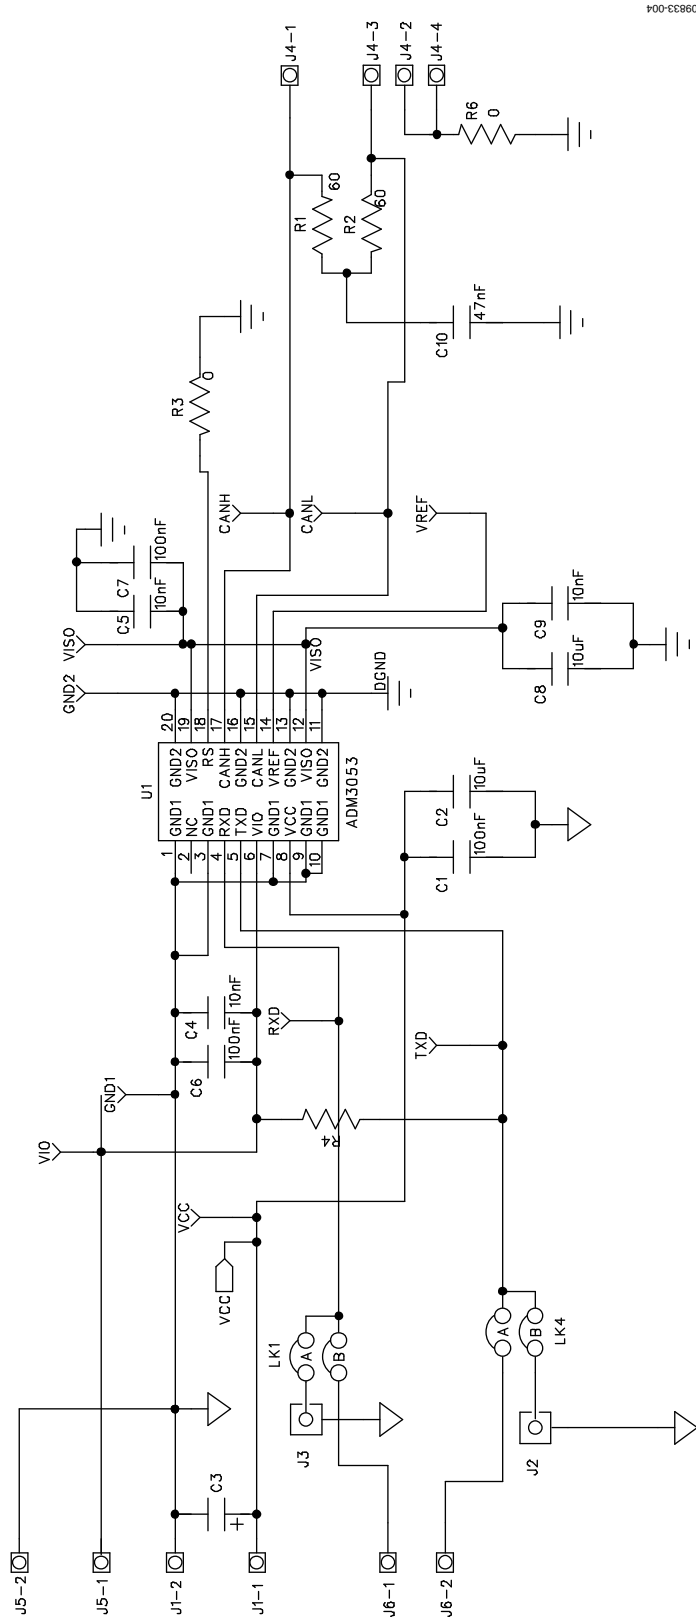 09833-004
J4-1
J4-3
J4-2
J4-4
R6
0
R1
60
R2
60
C10
47nF
R3
0
CANH
CANL
VREF
C7
100nF
C5
10nF
VISO
GND2
VISO
DGND
C9
10nF
C8
10uF
U1
ADM3053
20 GND2
19 VISO
18 RS
17 CANH
16 GND2
15 CANL
14 VREF
13 GND2
12 VISO
11 GND2
1 GND1
2 NC
3 GND1
4 RXD
5 TXD
6 VIO
7 GND1
8 VCC
9 GND1
10 GND1
C2
10uF
C1
100nF
C4
10nF
C6
100nF
RXD
TXD
GND1
VIO
R4
VCC
VCC
LK1
A
B
J3
A
B
LK4
J2
C3
+
J5-2
J5-1
J1-2
J1-1
J6-1
J6-2